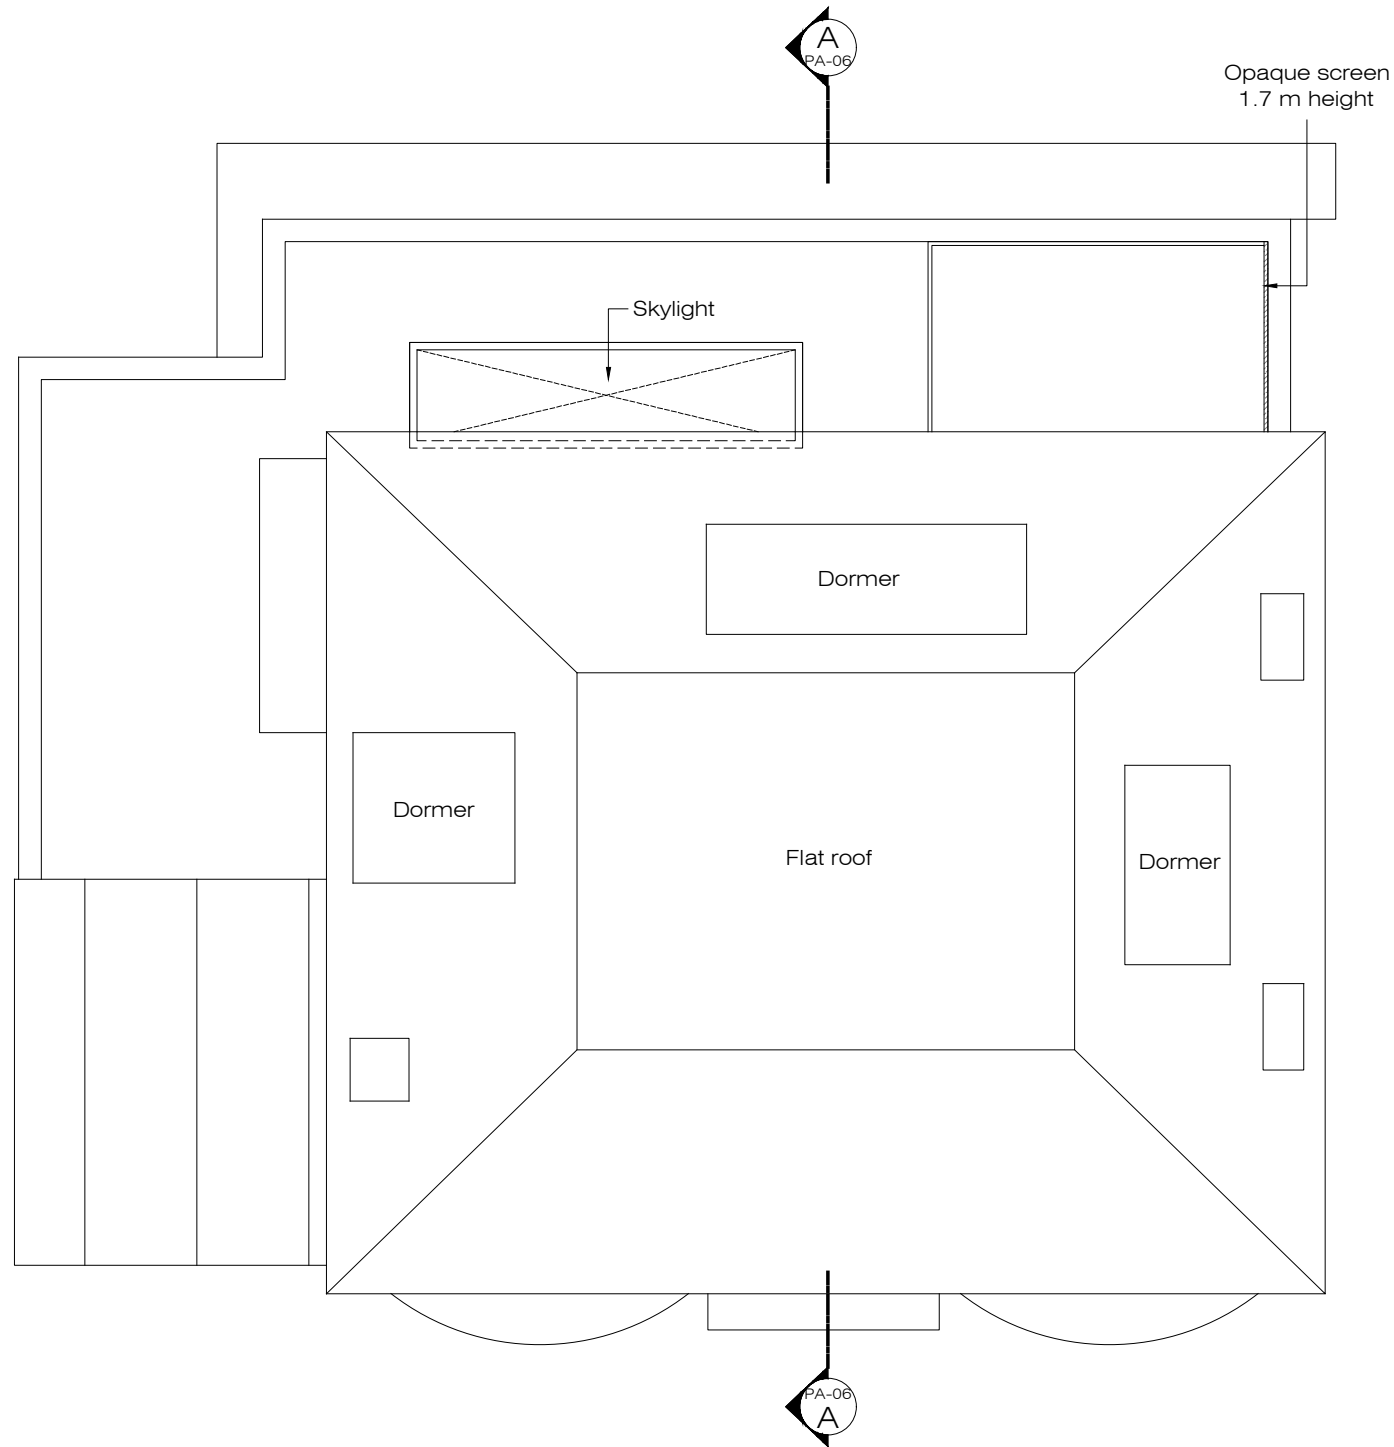 A
PA-06
Opaque screen
1.7 m height
Skylight
Dormer
Dormer
Flat roof
Dormer
PA-06
A